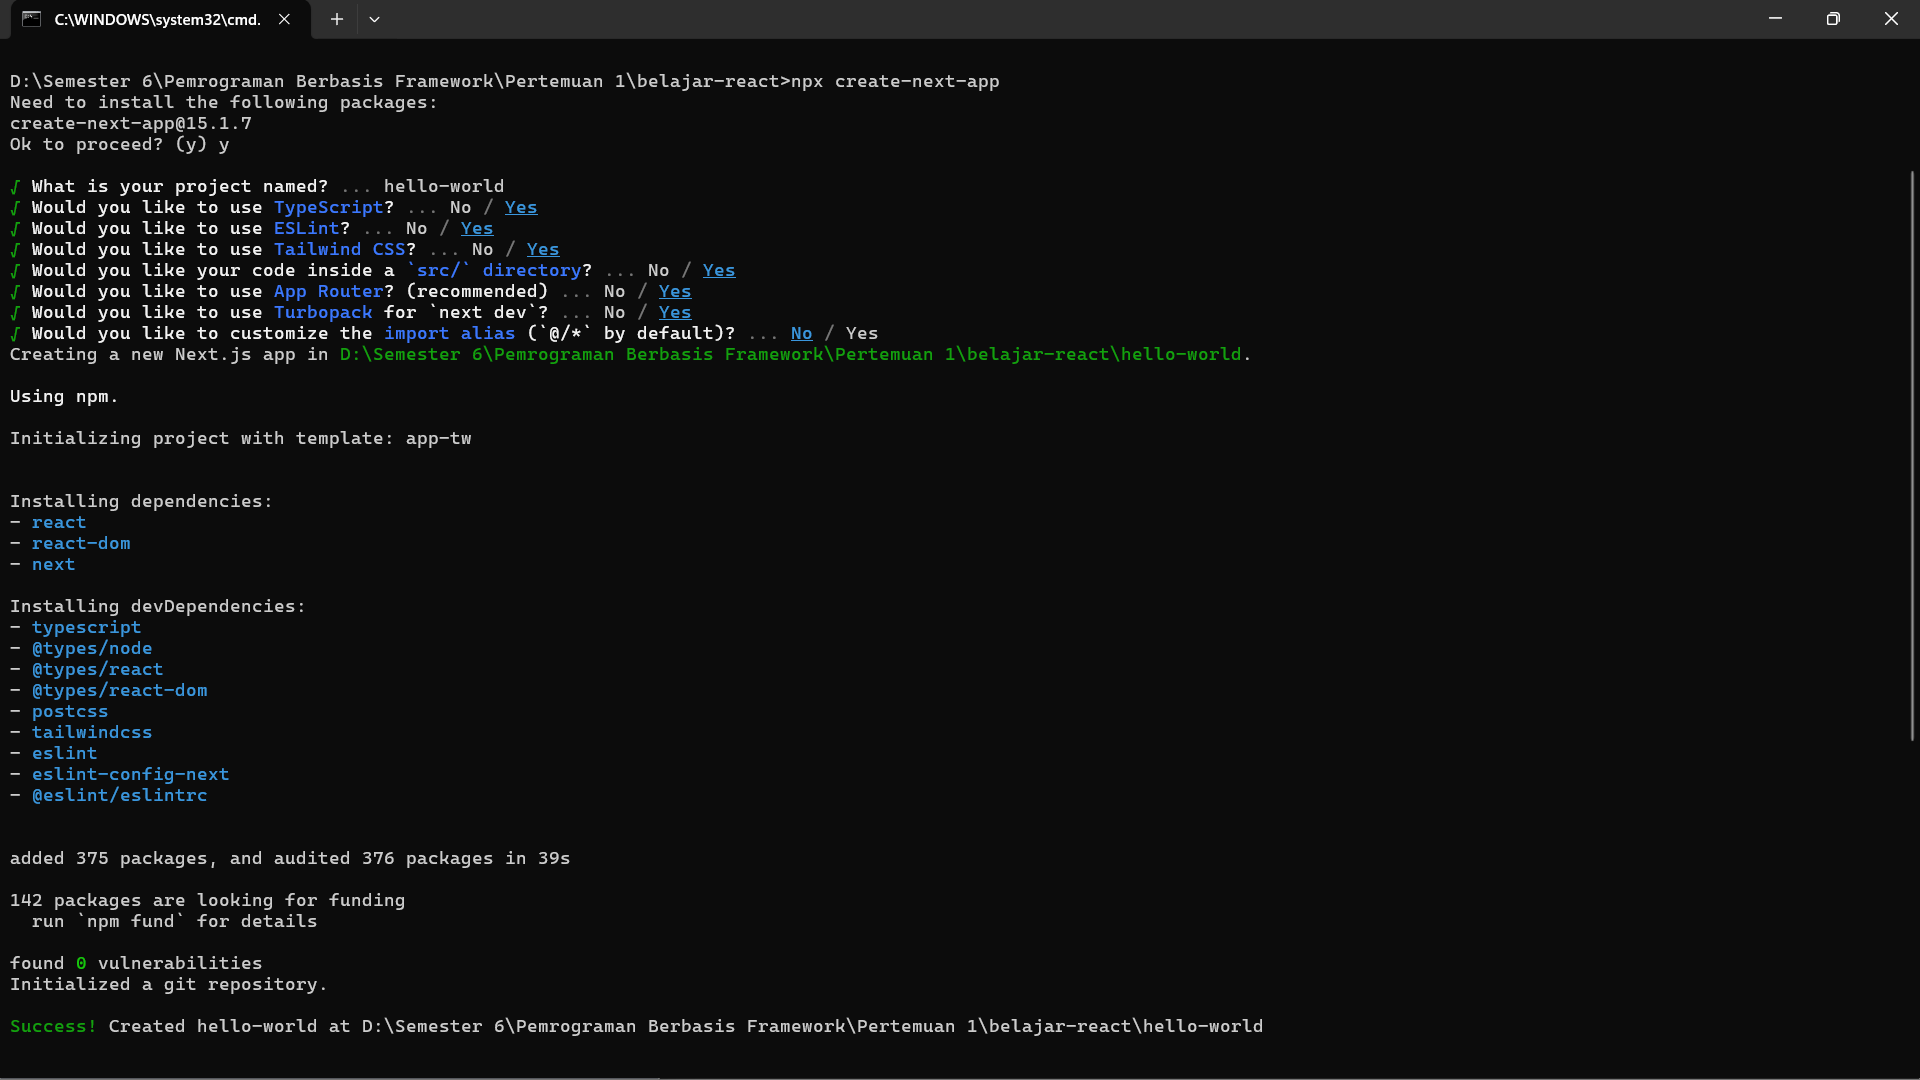 C:\WINDOWS\system32\cmd.
D:\Semester 6\Pemrograman Berbasis Framework\Pertemuan 1\belajar-react>npx create-next-app
Need to install the following packages:
create-next-app@15.1.7
Ok to proceed? (y) y
√ What is your project named? ... hello-world
√ Would you like to use TypeScript? ... No / Yes
√ Would you like to use ESLint? ... No / Yes
√ Would you like to use Tailwind CSS? ... No / Yes
√ Would you like your code inside a `src/` directory? ... No / Yes
√ Would you like to use App Router? (recommended) ... No / Yes
√ Would you like to use Turbopack for `next dev`? ... No / Yes
√ Would you like to customize the import alias (`@/*` by default)? ... No / Yes
Creating a new Next.js app in D:\Semester 6\Pemrograman Berbasis Framework\Pertemuan 1\belajar-react\hello-world.
Using npm.
Initializing project with template: app-tw
Installing dependencies:
- react
- react-dom
- next
Installing devDependencies:
- typescript
- @types/node
- @types/react
- @types/react-dom
- postcss
- tailwindcss
- eslint
- eslint-config-next
- @eslint/eslintrc
added 375 packages, and audited 376 packages in 39s
142 packages are looking for funding
  run `npm fund` for details
found 0 vulnerabilities
Initialized a git repository.
Success! Created hello-world at D:\Semester 6\Pemrograman Berbasis Framework\Pertemuan 1\belajar-react\hello-world